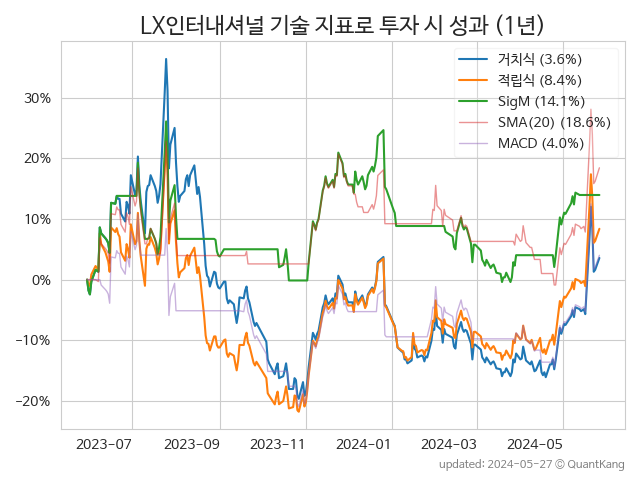 LX인터내셔널 기술 지표로 투자 시 성과 (1년)
거치식 (3.6%)
적립식 (8.4%)
SigM (14.1%)
SMA(20) (18.6%)
MACD (4.0%)
30%
20%
10%
0%
−10%
−20%
2023-07
2023-09
2023-11
2024-01
2024-03
2024-05
updated: 2024-05-27 © QuantKang